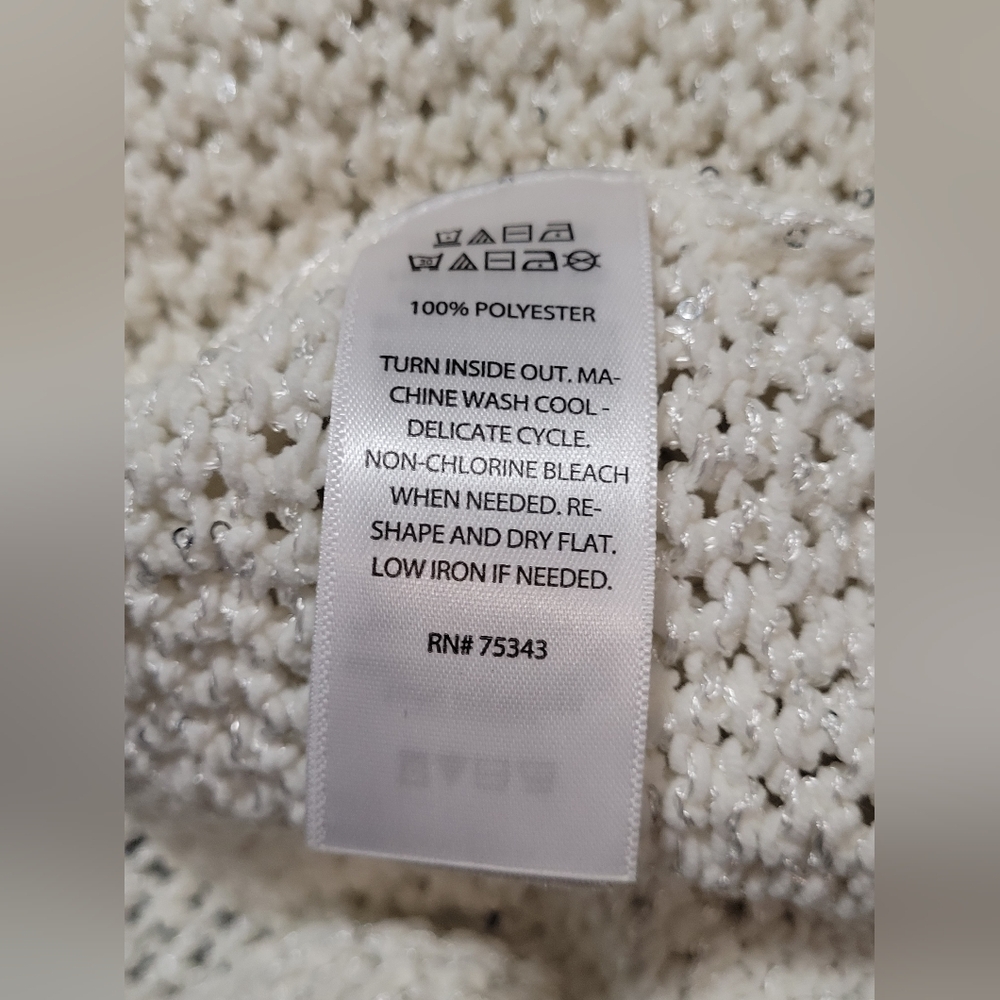 30
100% POLYESTER
TURN INSIDE OUT. MA-
CHINE WASH COOL -
DELICATE CYCLE.
NON-CHLORINE BLEACH
WHEN NEEDED. RE-
SHAPE AND DRY FLAT.
LOW IRON IF NEEDED.
RN# 75343